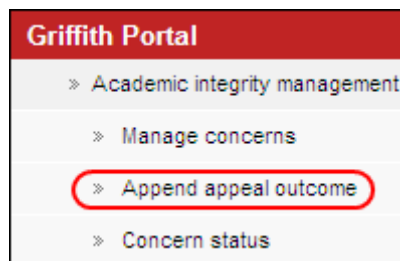 Griffith Portal
» Academic integrity management
» Manage concerns
» Append appeal outcome
» Concern status